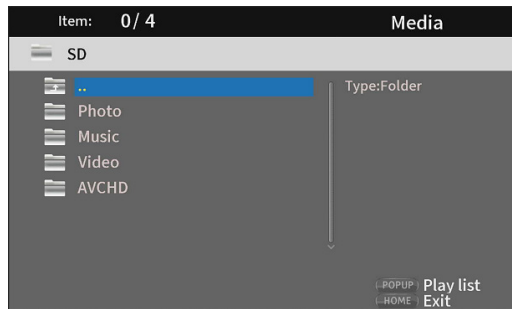 Item: 0/ 4 Media
SD
.. Type:Folder
Photo
Music
Video
AVCHD
POPUP Play list
HOME Exit